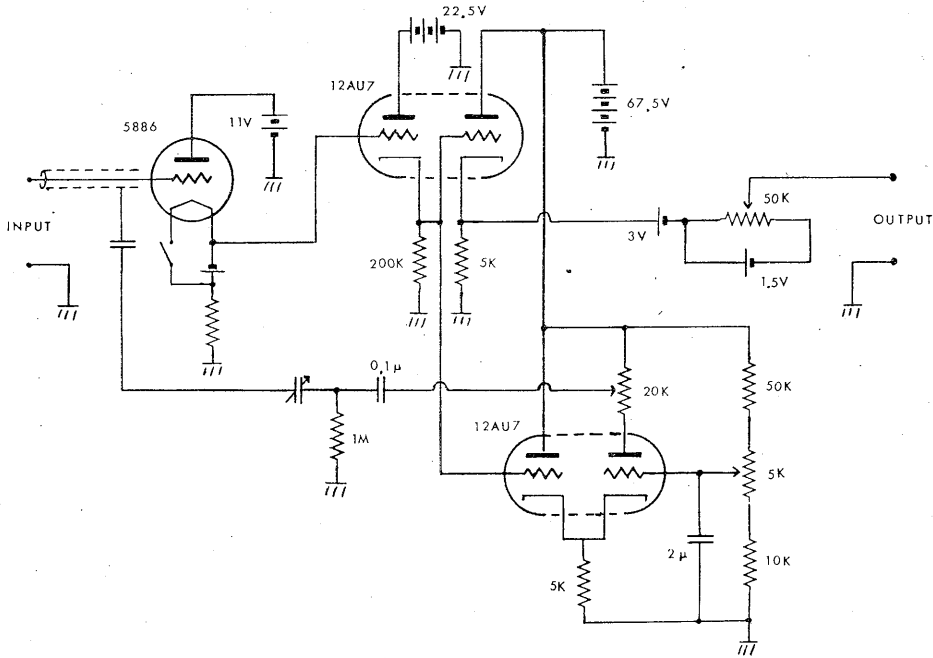 22.5V
12AU7
67.5V
11V
5886
50K
INPUT
OUTPUT
3V
200K
5K
1.5V
0.1µ
20K
50K
1M
12AU7
5K
2µ
10K
5K